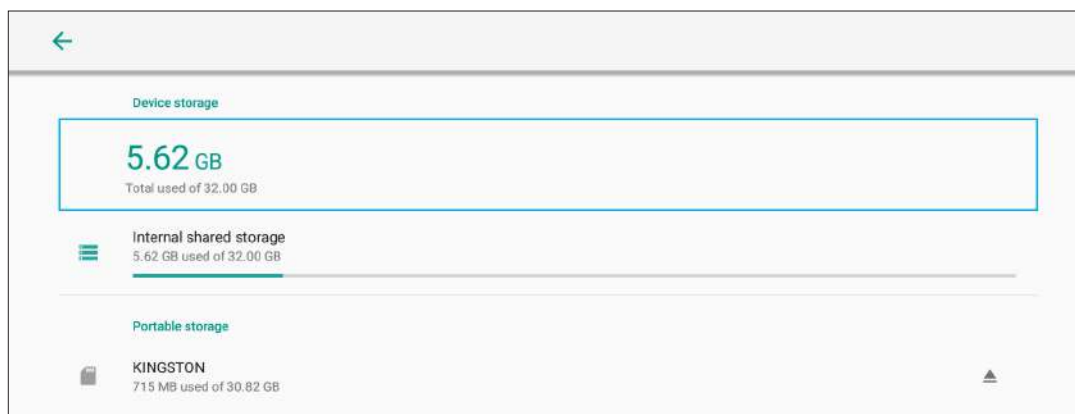 Device storage
5.62 GB
Total used of 32.00 GB
Internal shared storage
5.62 GB used of 32.00 GB
Portable storage
KINGSTON
715 MB used of 30.82 GB